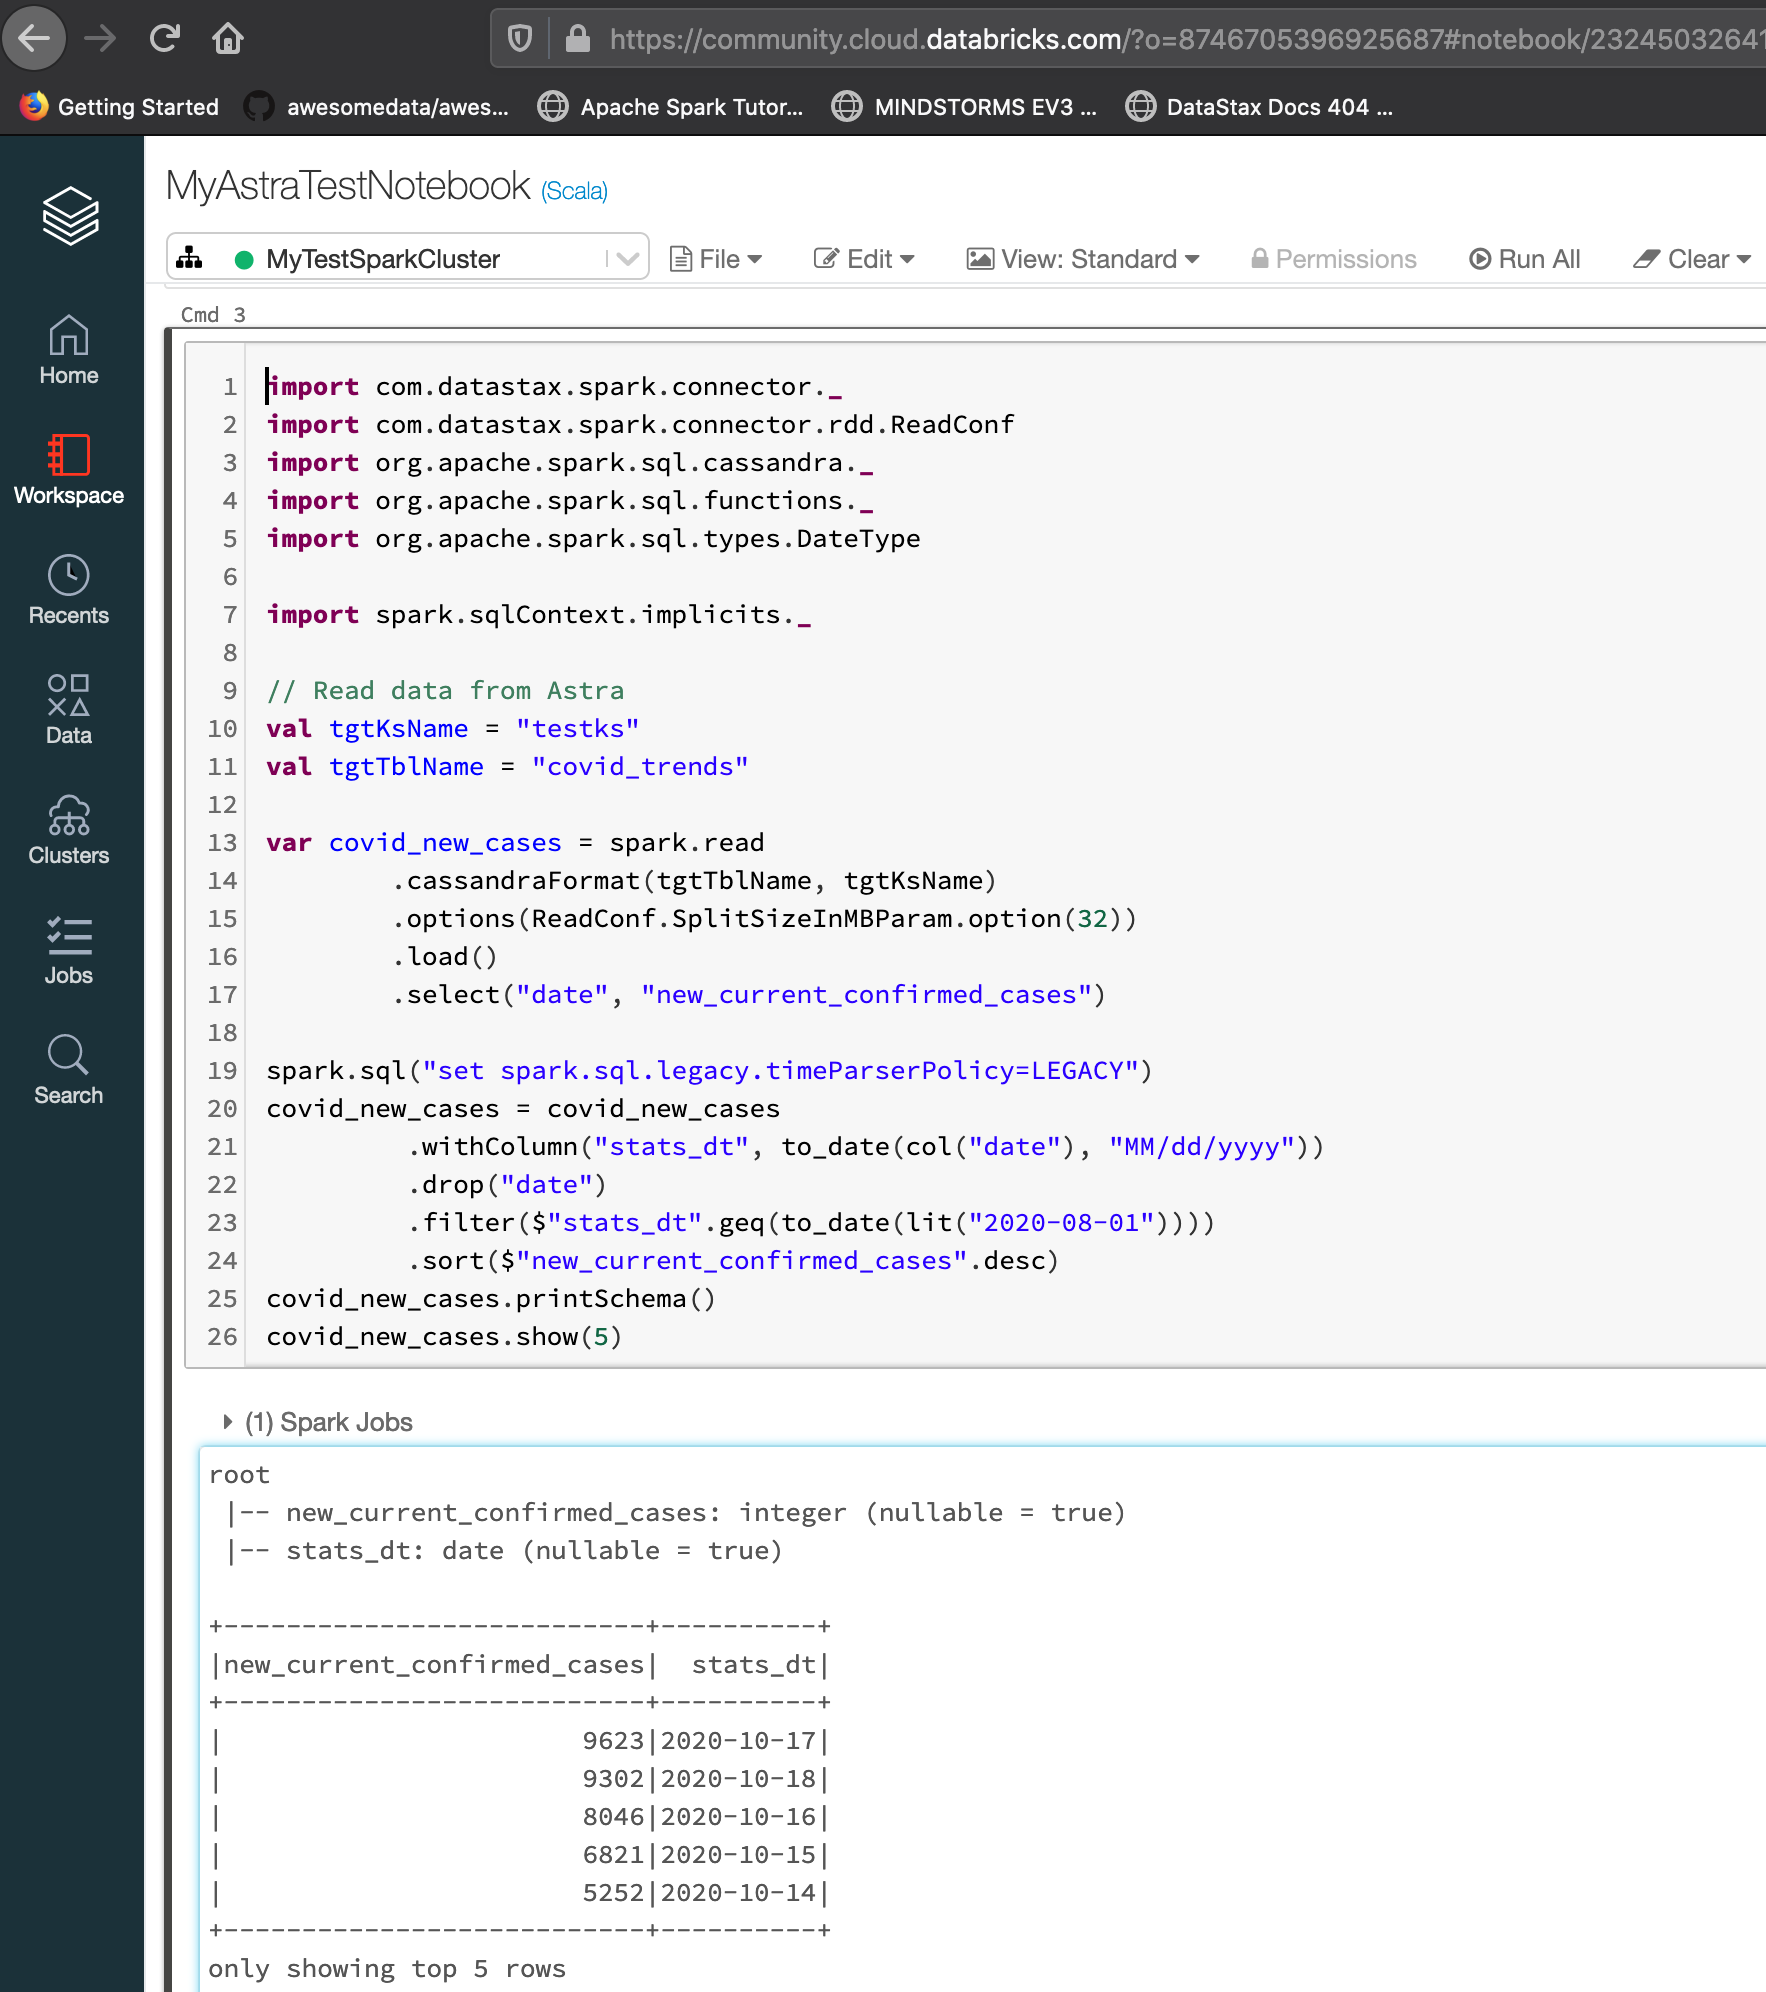 https://community.cloud.databricks.com/?o=8746705396925687#notebook/23245032641
Getting Started awesomedata/awes... Apache Spark Tutor... MINDSTORMS EV3 ... DataStax Docs 404 ...
MyAstraTestNotebook (Scala)
MyTestSparkCluster File Edit View: Standard Permissions Run All Clear
Home
Workspace
Recents
Data
Clusters
Jobs
Search
Cmd 3
1 import com.datastax.spark.connector._
2 import com.datastax.spark.connector.rdd.ReadConf
3 import org.apache.spark.sql.cassandra._
4 import org.apache.spark.sql.functions._
5 import org.apache.spark.sql.types.DateType
6
7 import spark.sqlContext.implicits._
8
9 // Read data from Astra
10 val tgtKsName = "testks"
11 val tgtTblName = "covid_trends"
12
13 var covid_new_cases = spark.read
14         .cassandraFormat(tgtTblName, tgtKsName)
15         .options(ReadConf.SplitSizeInMBParam.option(32))
16         .load()
17         .select("date", "new_current_confirmed_cases")
18
19 spark.sql("set spark.sql.legacy.timeParserPolicy=LEGACY")
20 covid_new_cases = covid_new_cases
21          .withColumn("stats_dt", to_date(col("date"), "MM/dd/yyyy"))
22          .drop("date")
23          .filter($"stats_dt".geq(to_date(lit("2020-08-01"))))
24          .sort($"new_current_confirmed_cases".desc)
25 covid_new_cases.printSchema()
26 covid_new_cases.show(5)
(1) Spark Jobs
root
 |-- new_current_confirmed_cases: integer (nullable = true)
 |-- stats_dt: date (nullable = true)
+---------------------------+----------+
|new_current_confirmed_cases|  stats_dt|
+---------------------------+----------+
|                       9623|2020-10-17|
|                       9302|2020-10-18|
|                       8046|2020-10-16|
|                       6821|2020-10-15|
|                       5252|2020-10-14|
+---------------------------+----------+
only showing top 5 rows